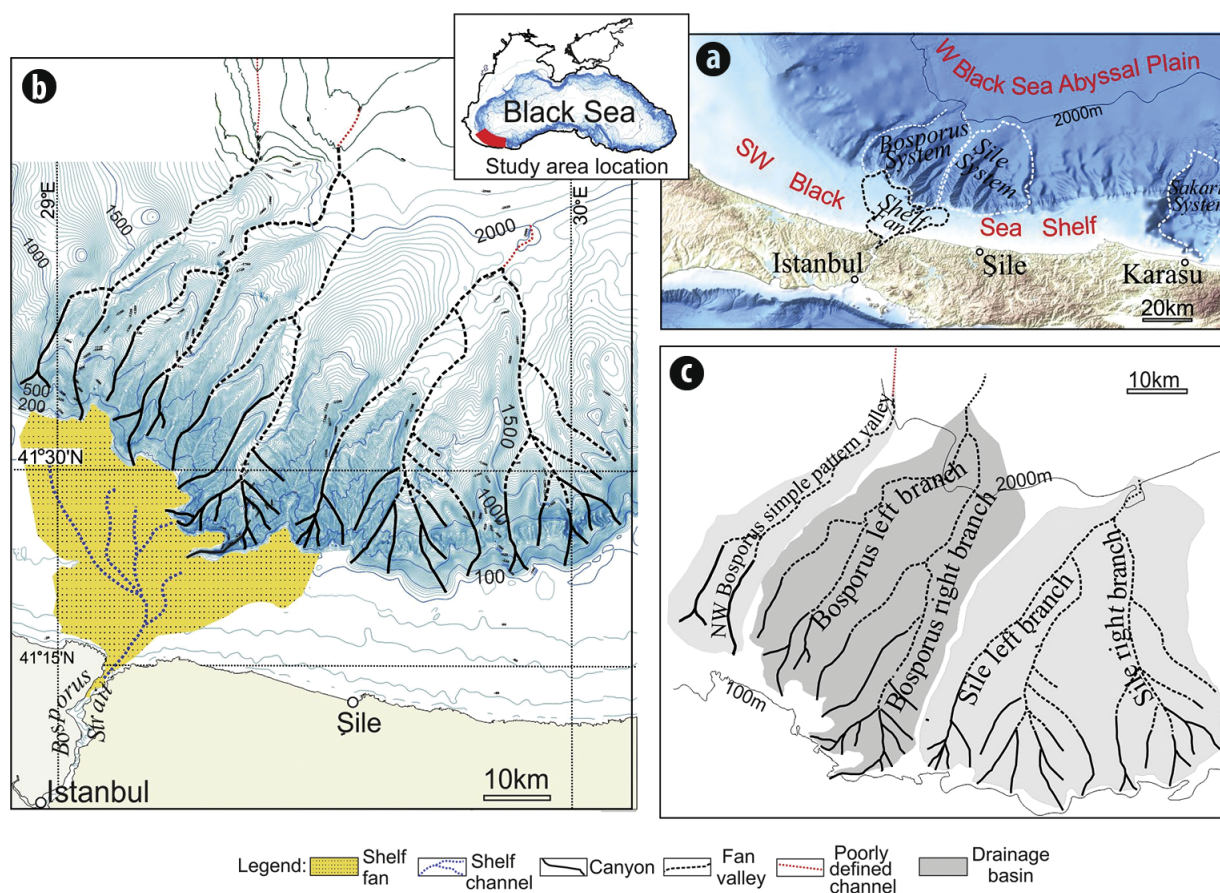 b
29°E
30°E
1500
1000
2000
500
200
41°30'N
1500
1000
100
41°15'N
Bosporus
Strait
Şile
Istanbul
10km
Black Sea
Study area location
a
W Black Sea Abyssal Plain
2000m
Bosporus
System
Sile
System
SW Black
Sea Shelf
Shelf
Fan
Istanbul
Sile
Karasu
20km
c
10km
NW Bosporus simple pattern valley
Bosporus left branch
Bosporus right branch
2000m
Sile left branch
Sile right branch
100m
Legend:
Shelf
fan
Shelf
channel
Canyon
Fan
valley
Poorly
defined
channel
Drainage
basin